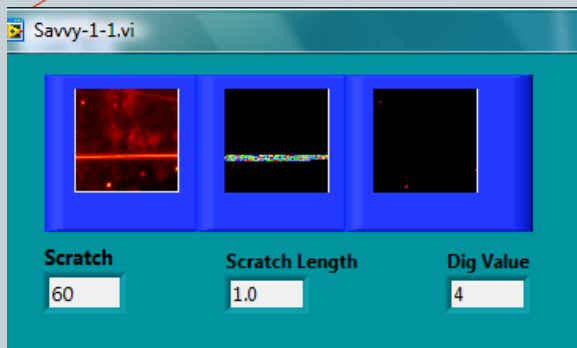 Savvy-1-1.vi
Scratch
Scratch Length
Dig Value
60
1.0
4